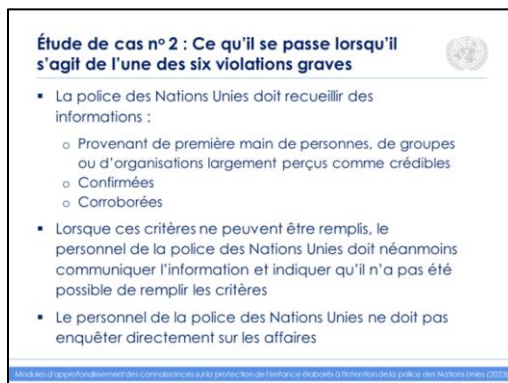 Étude de cas nº 2 : Ce qu'il se passe lorsqu'il
s'agit de l'une des six violations graves
▪ La police des Nations Unies doit recueillir des
informations :
o Provenant de première main de personnes, de groupes
ou d'organisations largement perçus comme crédibles
o Confirmées
o Corroborées
▪ Lorsque ces critères ne peuvent être remplis, le
personnel de la police des Nations Unies doit néanmoins
communiquer l'information et indiquer qu'il n'a pas été
possible de remplir les critères
▪ Le personnel de la police des Nations Unies ne doit pas
enquêter directement sur les affaires
Modules d'approfondissement des connaissances sur la protection de l'enfance élaborés à l'intention de la police des Nations Unies (2023)